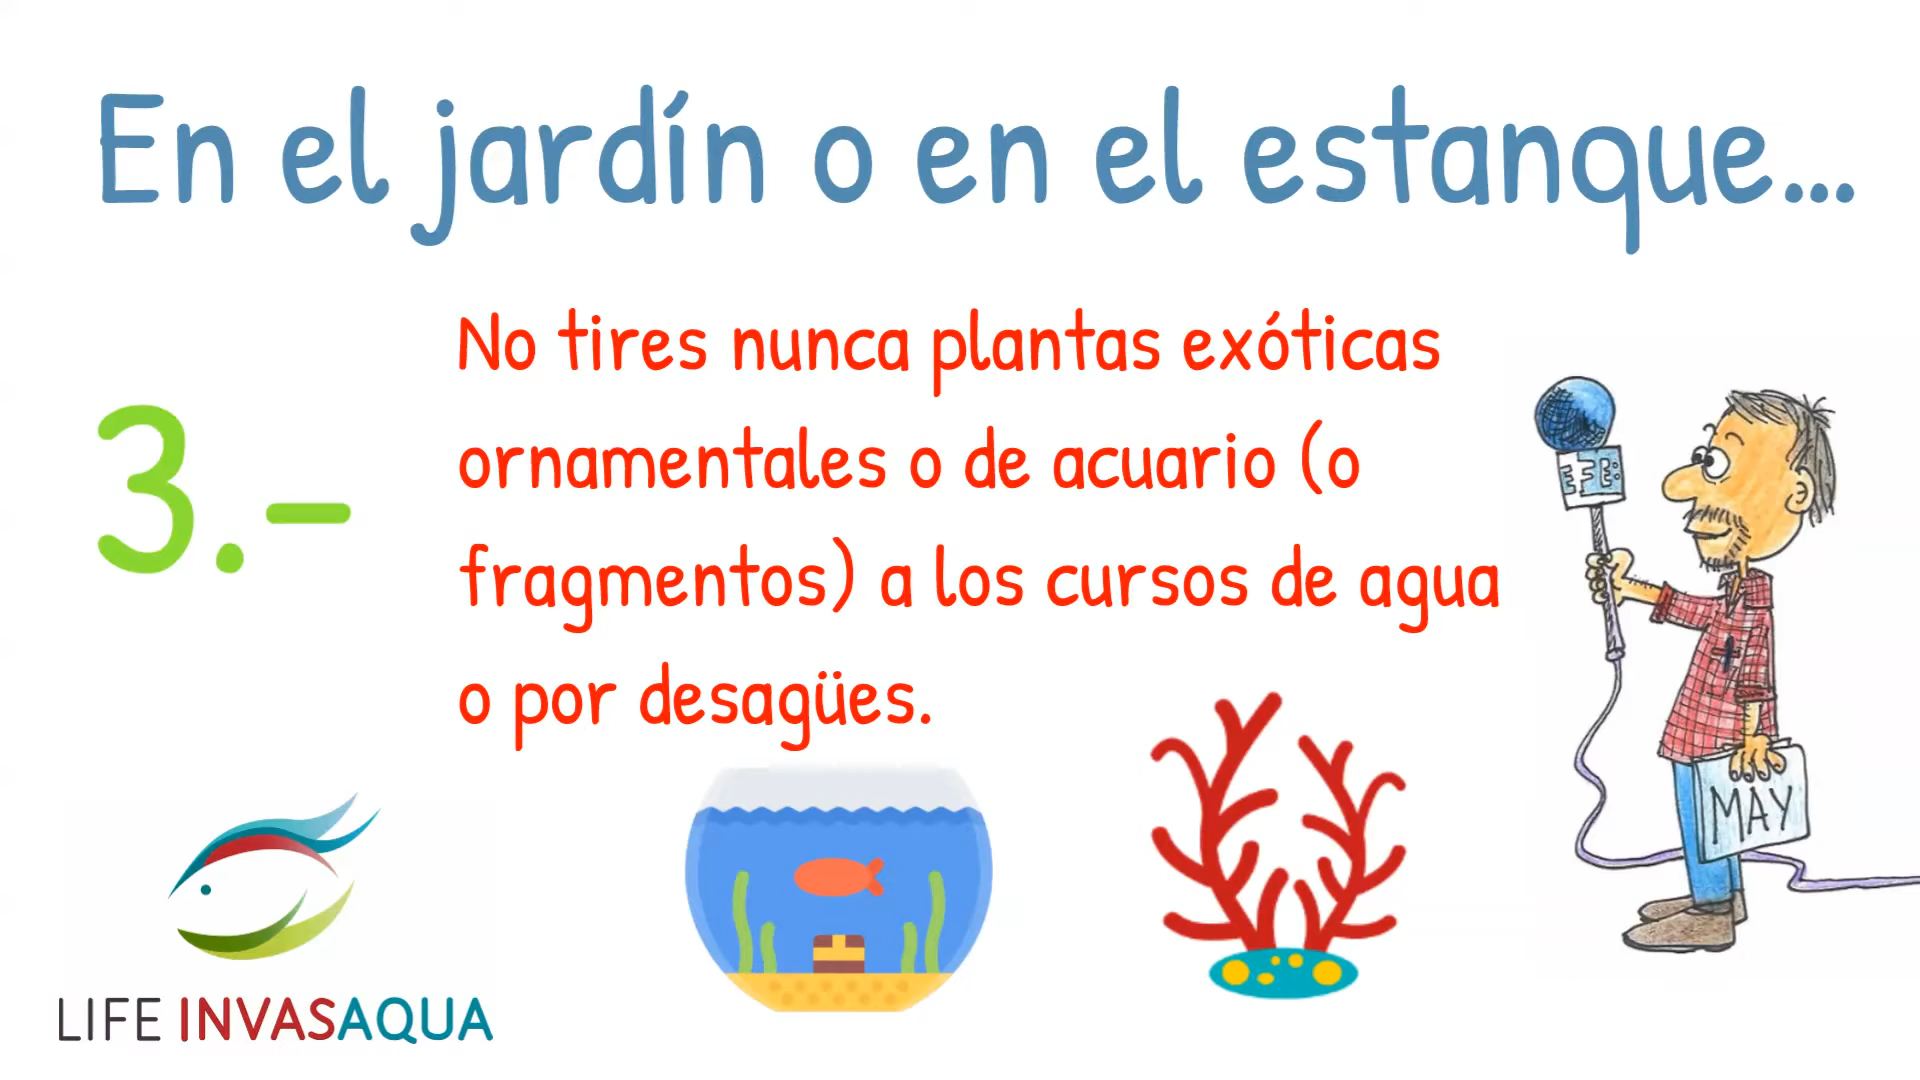 En el jardín o en el estanque...
3.-
No tires nunca plantas exóticas
ornamentales o de acuario (o
fragmentos) a los cursos de agua
o por desagües.
EFE:
MAY
LIFE INVASAQUA